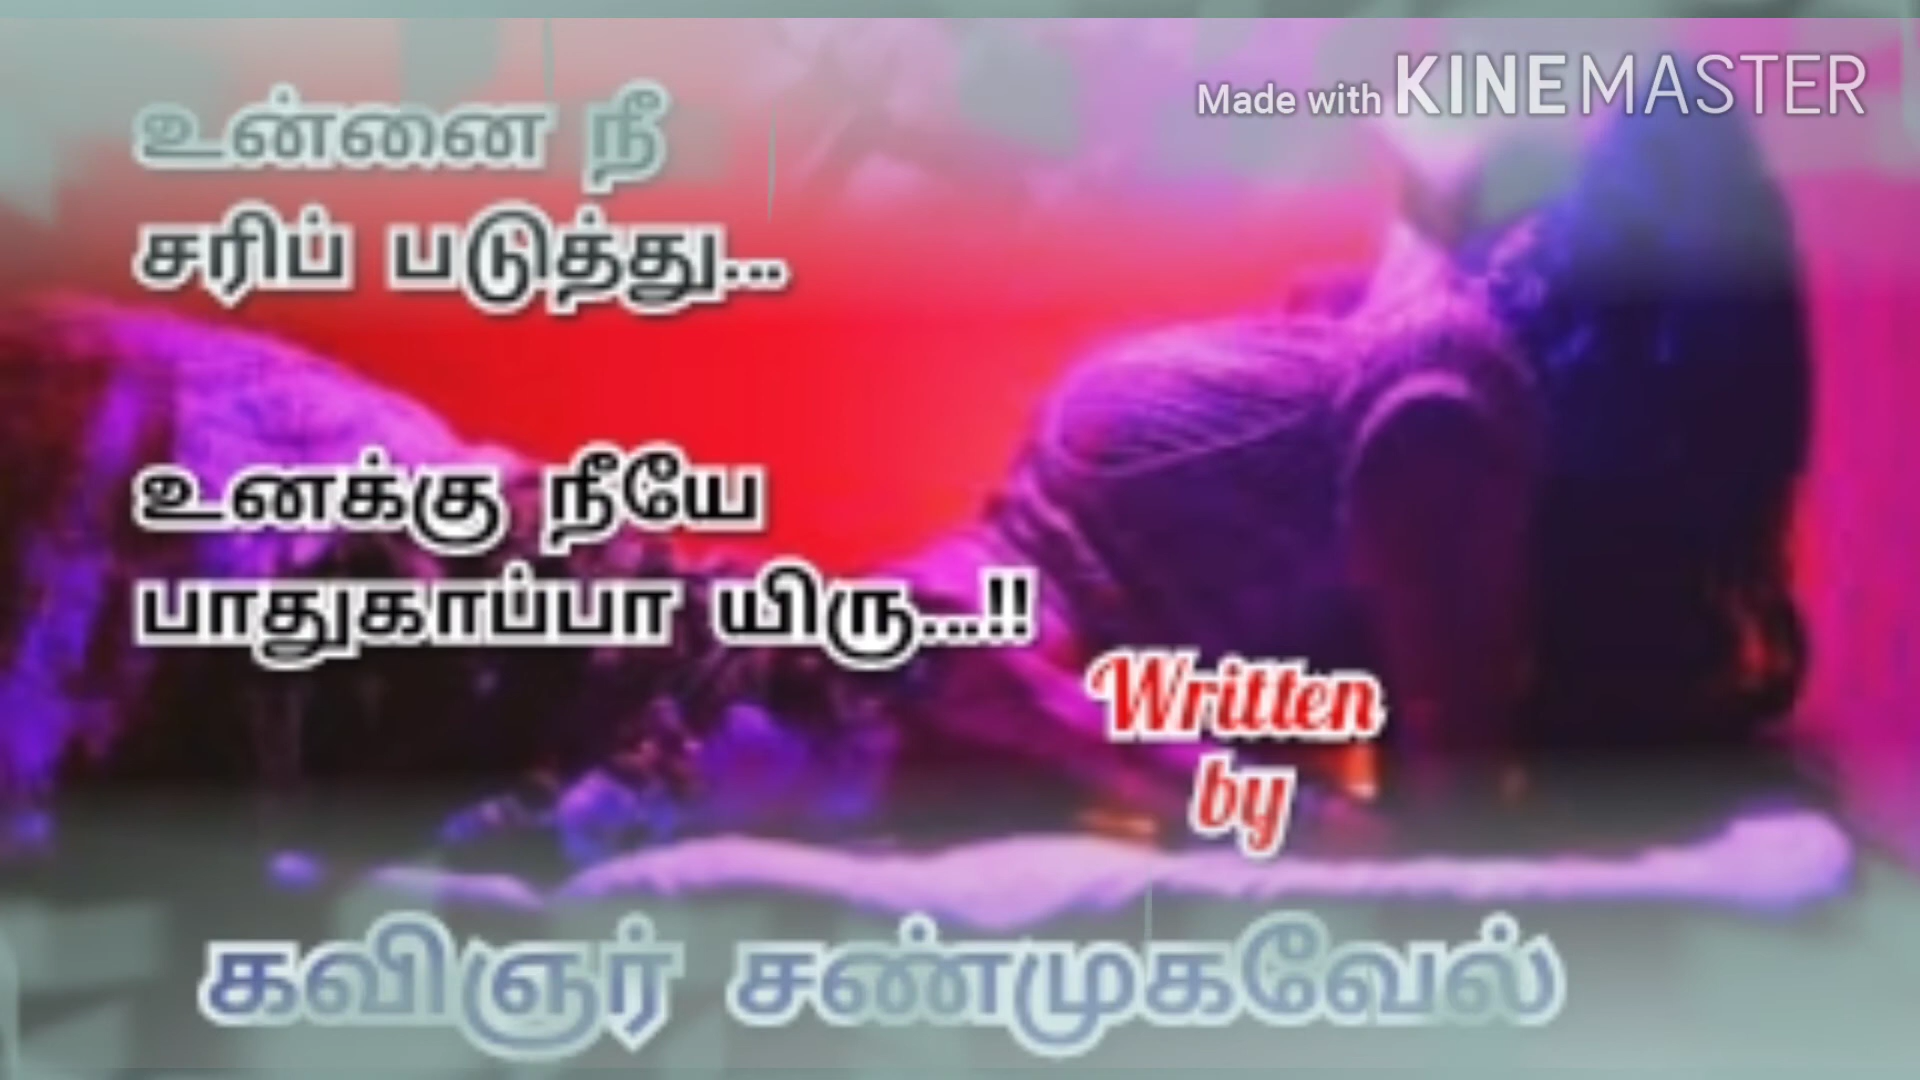 Made with KINEMASTER
உன்னை நீ
சரிப் படுத்து...
உனக்கு நீயே
பாதுகாப்பா யிரு...!!
Written
by
கவிஞர் சண்முகவேல்